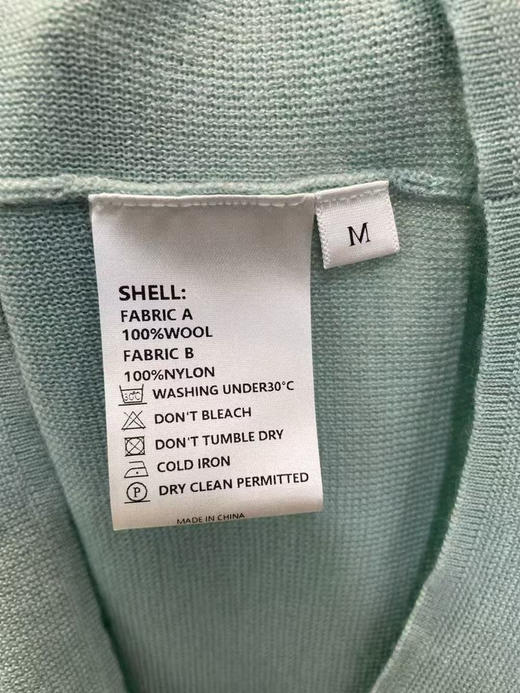 M
SHELL:
FABRIC A
100%WOOL
FABRIC B
100%NYLON
30°C WASHING UNDER30°C
DON'T BLEACH
DON'T TUMBLE DRY
COLD IRON
P DRY CLEAN PERMITTED
MADE IN CHINA